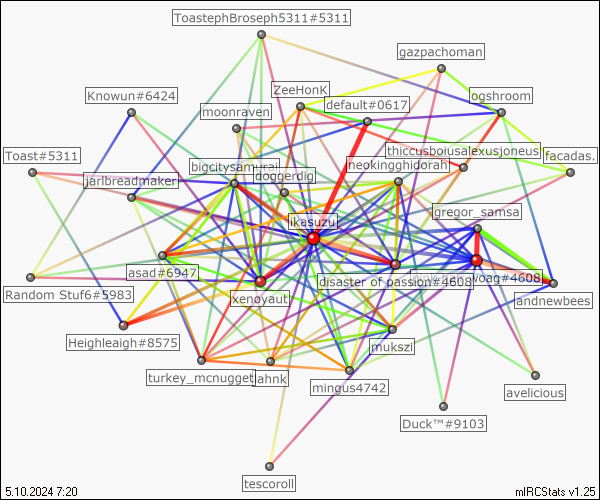 ToastephBroseph5311#5311
gazpachoman
ZeeHonK
ogshroom
Knowun#6424
default#0617
moonraven
thiccusboiusalexusjoneus
Toast#5311
bigcitysamurai
neokingghidorah
facadas.
jarlbreadmaker
doggerdig
gregor_samsa
ikasuzu
asad#6947
disaster of passion#4608
voag#4608
Random Stuf6#5983
xenoyaut
andnewbees
Heighleaigh#8575
mukszi
turkey_mcnugget
Jahnk
mingus4742
avelicious
Duck™#9103
tescoroll
5.10.2024 7:20
mIRCStats v1.25